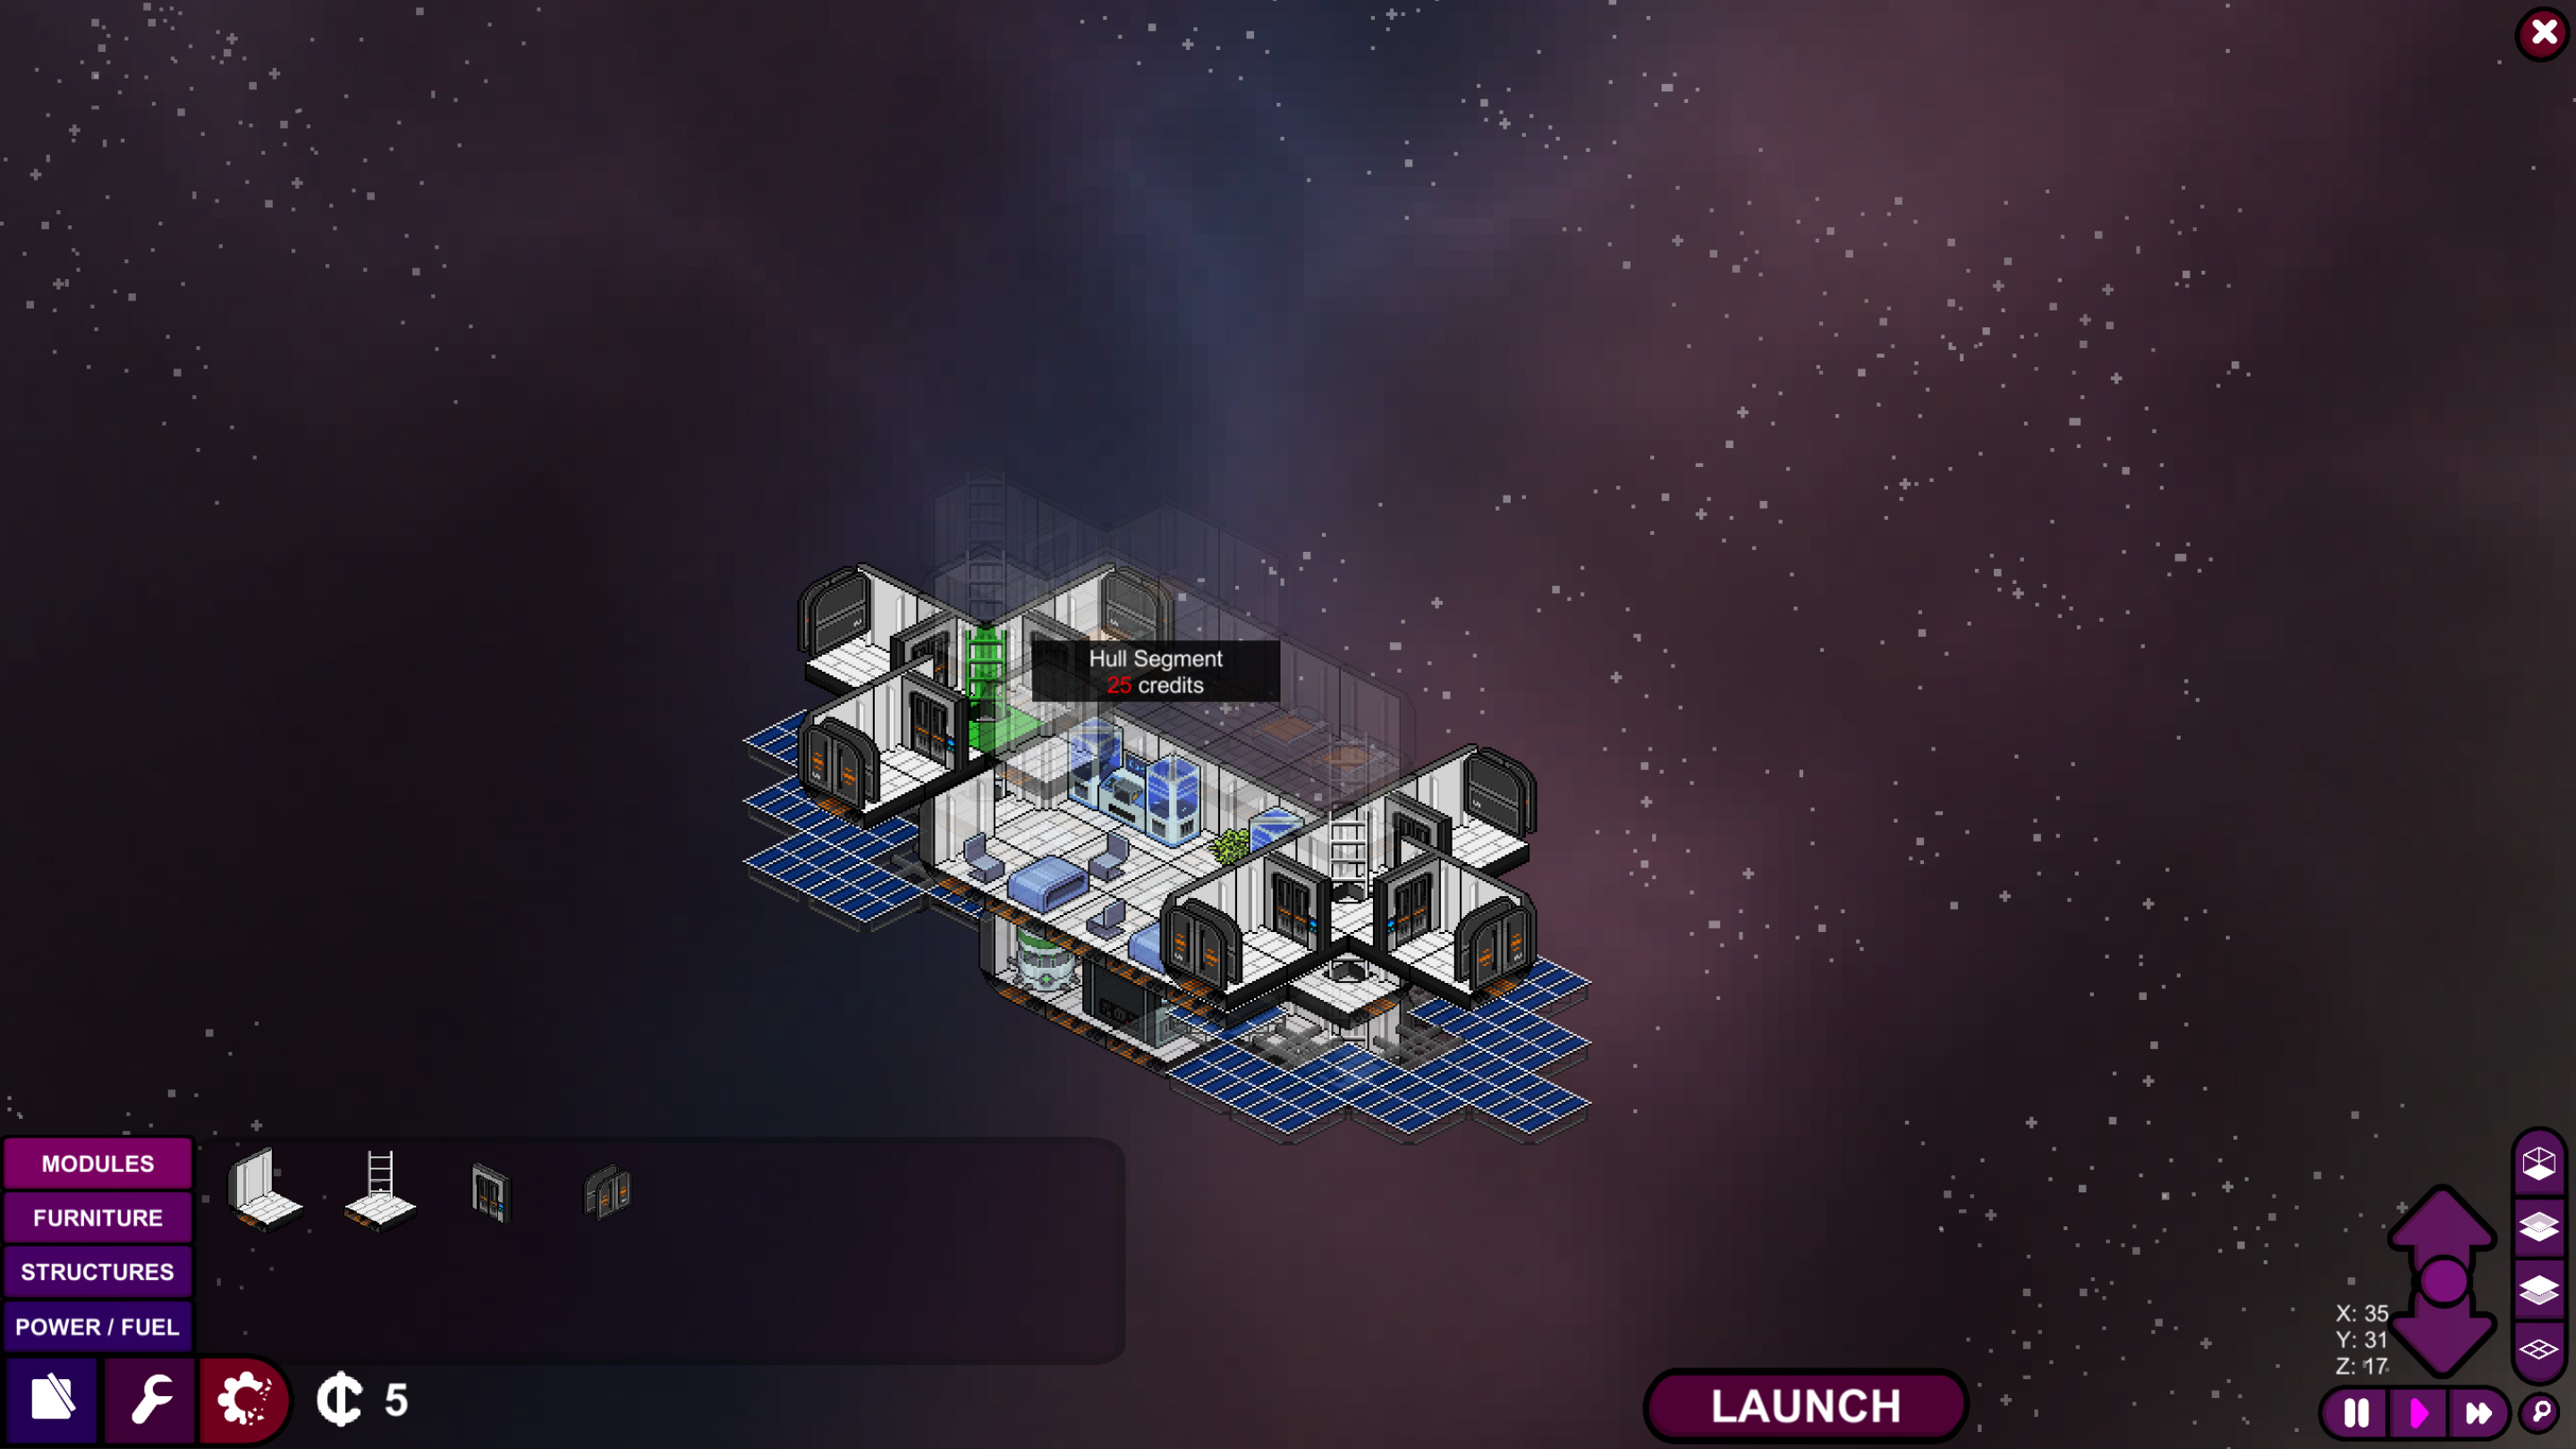 Hull Segment
25 credits
MODULES
FURNITURE
STRUCTURES
POWER / FUEL
5
LAUNCH
X: 35
Y: 31
Z: 17